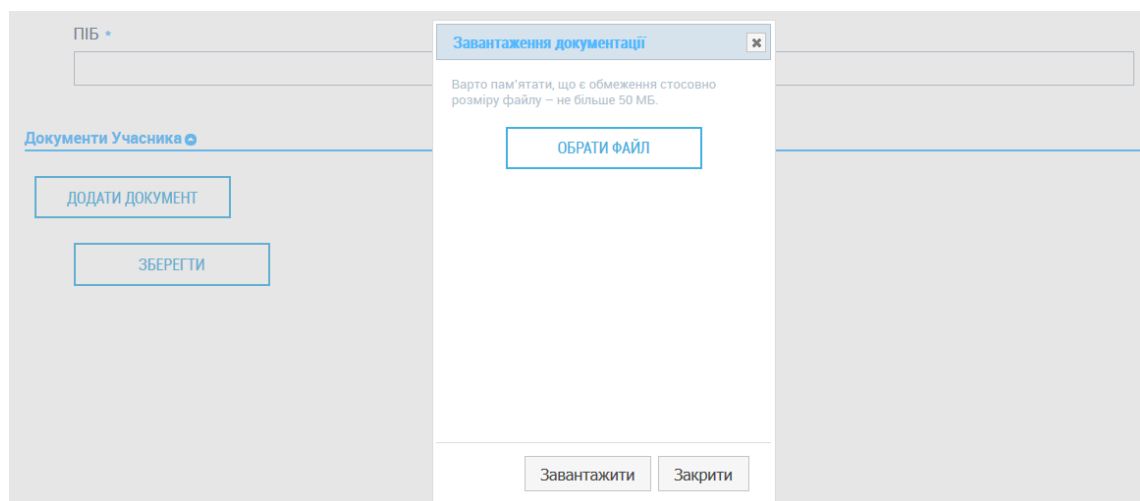 ПІБ *
Завантаження документації
Варто пам'ятати, що є обмеження стосовно
розміру файлу – не більше 50 МБ.
ОБРАТИ ФАЙЛ
Документи Учасника
ДОДАТИ ДОКУМЕНТ
ЗБЕРЕГТИ
Завантажити
Закрити